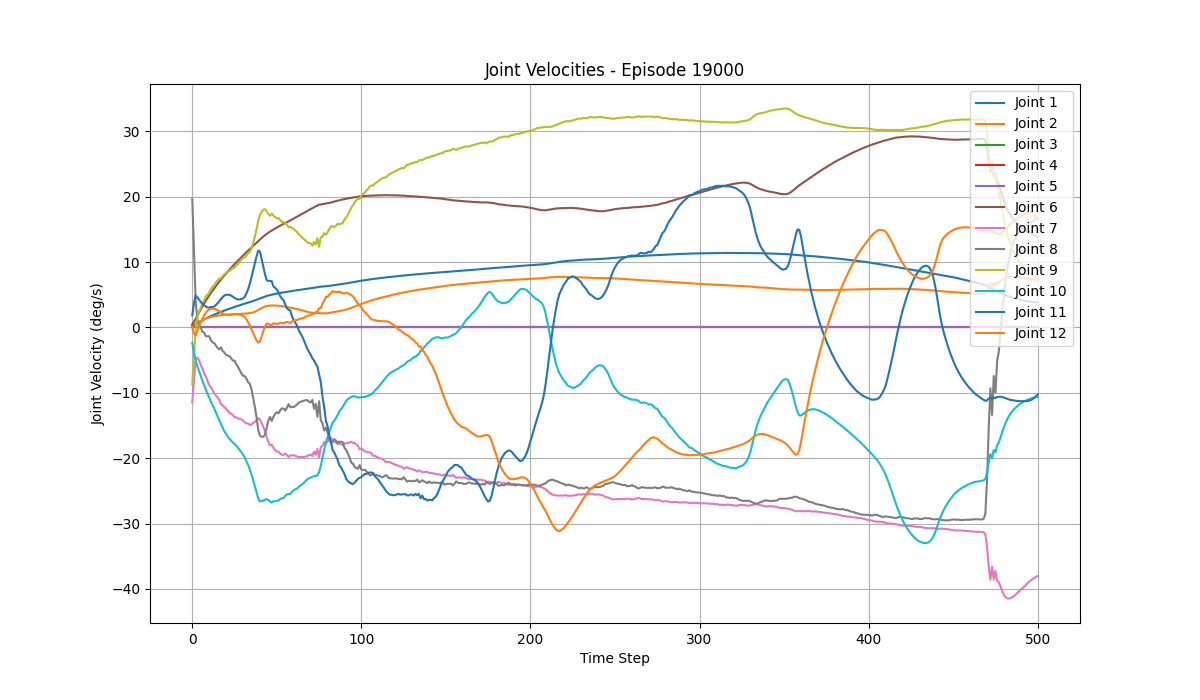 Joint Velocities - Episode 19000
Joint Velocity (deg/s)
30
20
10
0
−10
−20
−30
−40
0
100
200
300
400
500
Time Step
Joint 1
Joint 2
Joint 3
Joint 4
Joint 5
Joint 6
Joint 7
Joint 8
Joint 9
Joint 10
Joint 11
Joint 12